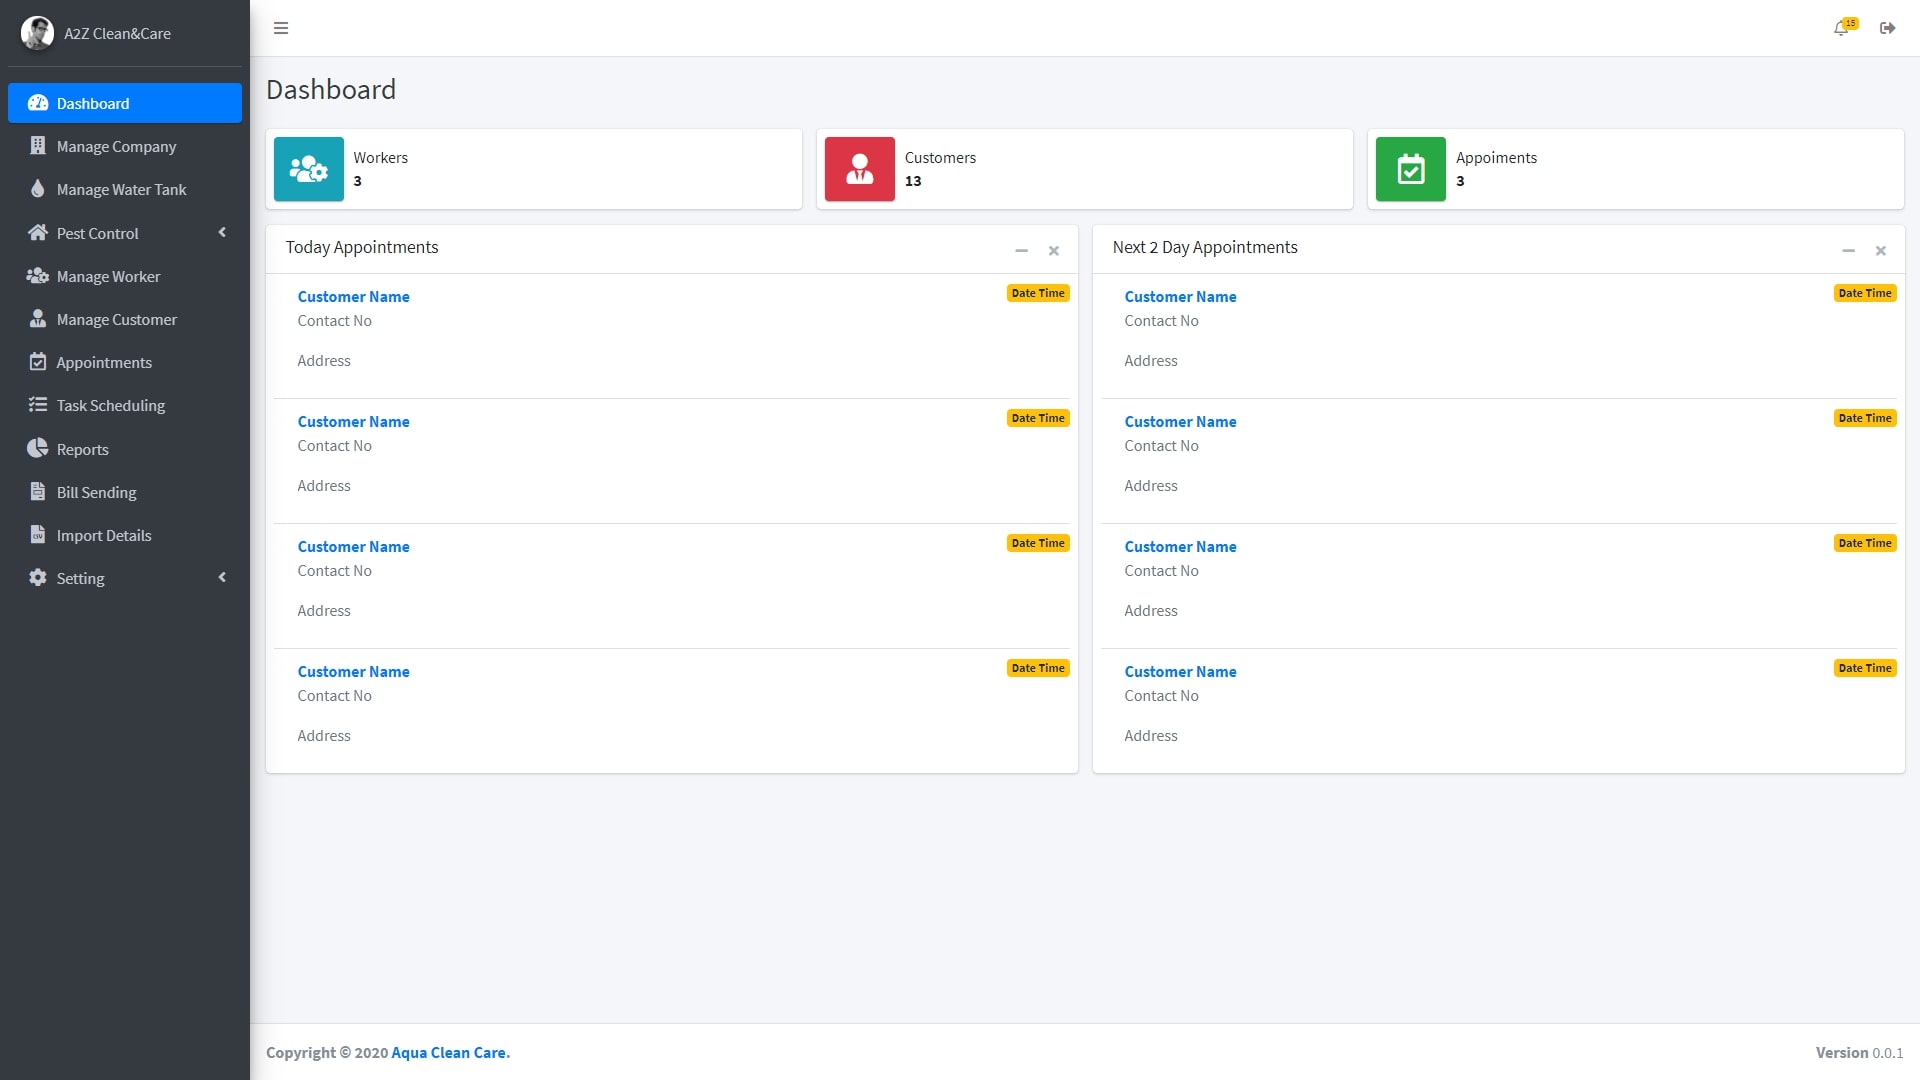 A2Z Clean&Care
Dashboard
Manage Company
Manage Water Tank
Pest Control
Manage Worker
Manage Customer
Appointments
Task Scheduling
Reports
Bill Sending
Import Details
Setting
15
Dashboard
Workers
3
Customers
13
Appoiments
3
Today Appointments
Customer Name
Date Time
Contact No
Address
Customer Name
Date Time
Contact No
Address
Customer Name
Date Time
Contact No
Address
Customer Name
Date Time
Contact No
Address
Next 2 Day Appointments
Customer Name
Date Time
Contact No
Address
Customer Name
Date Time
Contact No
Address
Customer Name
Date Time
Contact No
Address
Customer Name
Date Time
Contact No
Address
Copyright © 2020 Aqua Clean Care.
Version 0.0.1